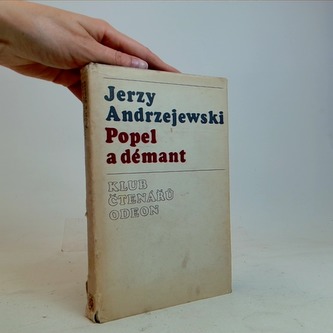 Jerzy
Andrzejewski
Popel
a démant
KLUB
ČTENÁŘŮ
ODEON